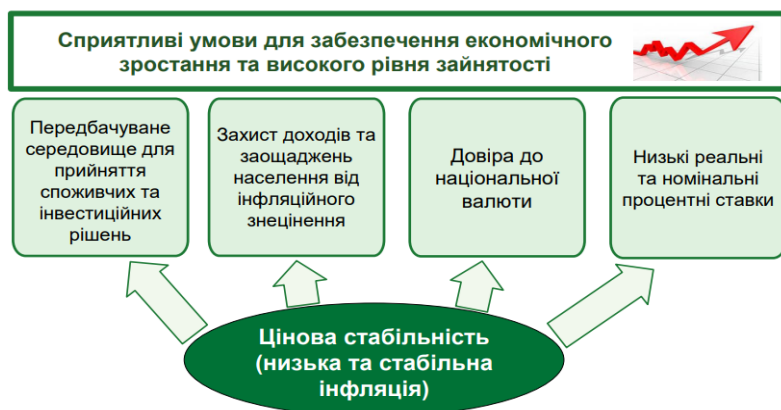 Сприятливі умови для забезпечення економічного
зростання та високого рівня зайнятості
Передбачуване
середовище для
прийняття
споживчих та
інвестиційних
рішень
Захист доходів та
заощаджень
населення від
інфляційного
знецінення
Довіра до
національної
валюти
Низькі реальні
та номінальні
процентні ставки
Цінова стабільність
(низька та стабільна
інфляція)